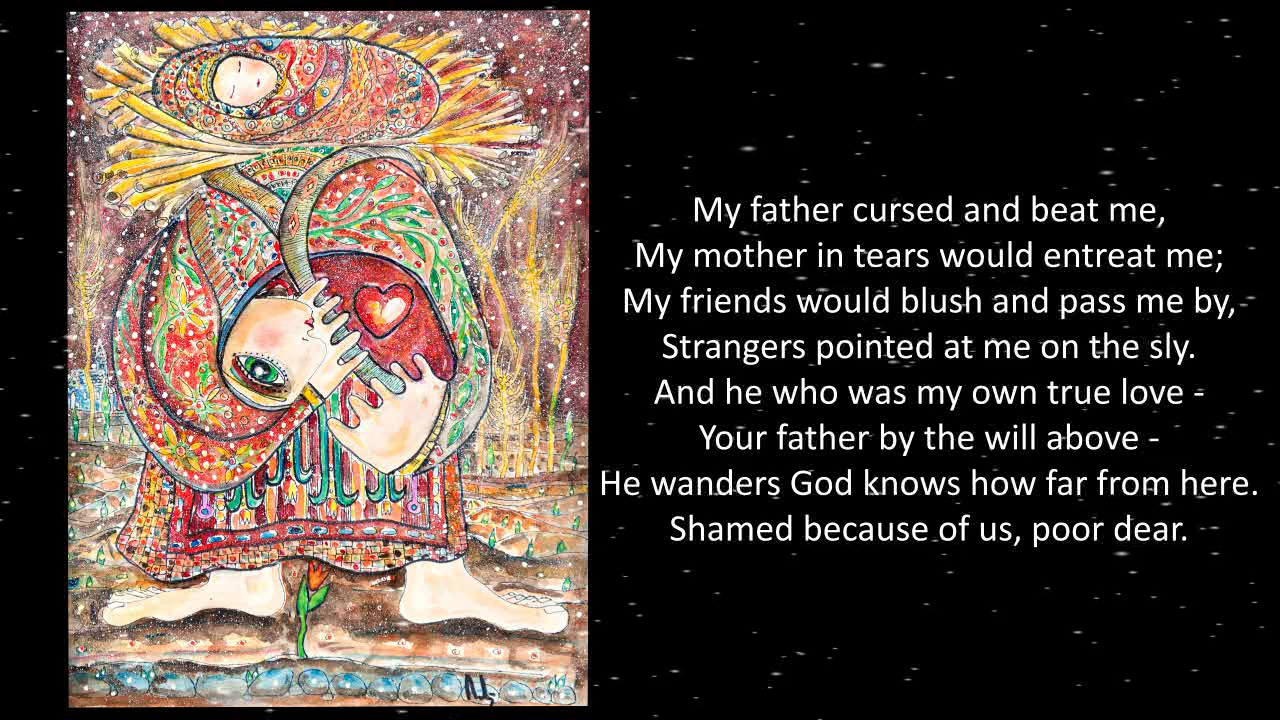 My father cursed and beat me,
My mother in tears would entreat me;
My friends would blush and pass me by,
Strangers pointed at me on the sly.
And he who was my own true love -
Your father by the will above -
He wanders God knows how far from here.
Shamed because of us, poor dear.